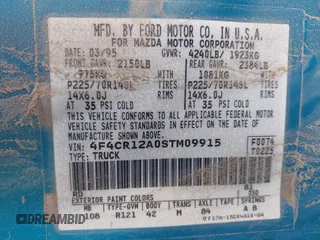 MFD. BY FORD MOTOR CO. IN U.S.A.
FOR MAZDA MOTOR CORPORATION
DATE: 03/95 GVWR: 4240LB/ 1923KG
FRONT GAWR: 2150LB REAR GAWR: 2384LB
975KG 1081KG
P225/70R14SL P225/70R14SL
14X6.0J 14X6.0J
AT 35 PSI COLD AT 35 PSI COLD
THIS VEHICLE CONFORMS TO ALL APPLICABLE FEDERAL MOTOR
VEHICLE SAFETY STANDARDS IN EFFECT ON THE DATE OF
MANUFACTURE SHOWN ABOVE.
VIN: 4F4CR12A0STM09915 F0076
TYPE: TRUCK T0225
EXTERIOR PAINT COLORS
WB TYPE-GVW BODY TRANS AXLE TAPE SPRINGS
108 R121 42 M 84 A B
BIDFAX